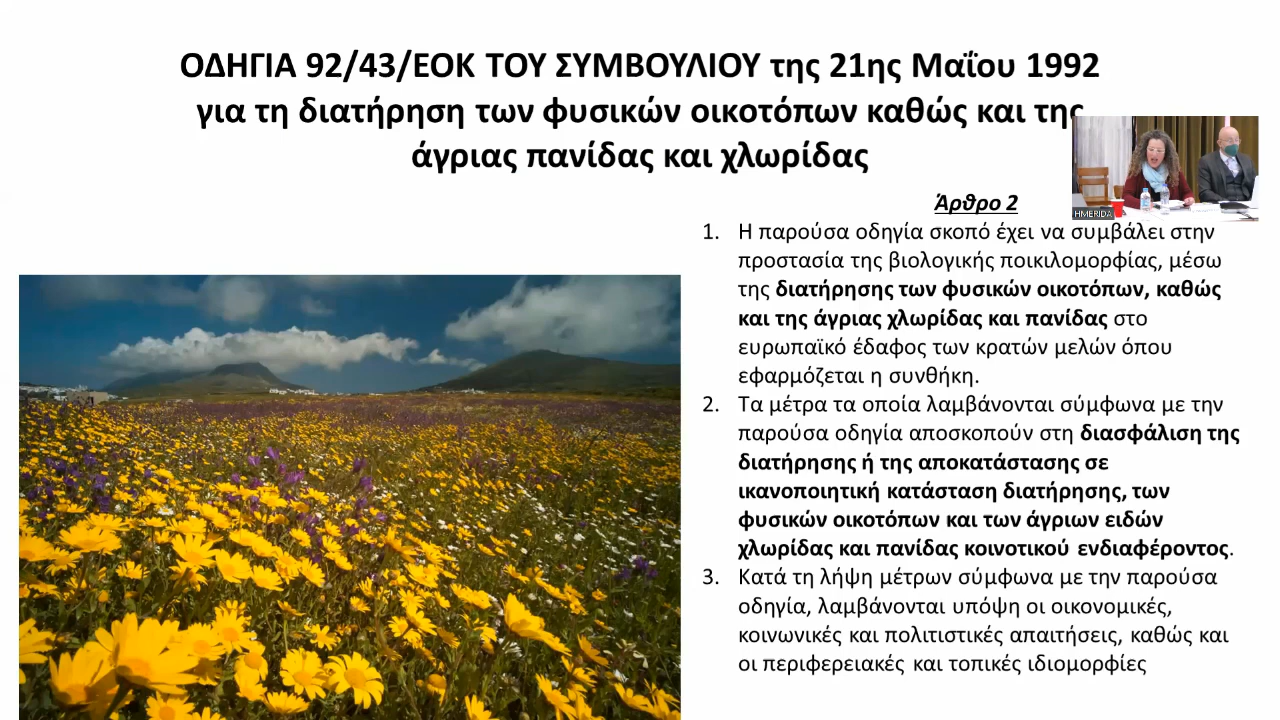 ΟΔΗΓΙΑ 92/43/ΕΟΚ ΤΟΥ ΣΥΜΒΟΥΛΙΟΥ της 21ης Μαΐου 1992
για τη διατήρηση των φυσικών οικοτόπων καθώς και της
άγριας πανίδας και χλωρίδας
HMERIDA
Άρθρο 2
1. Η παρούσα οδηγία σκοπό έχει να συμβάλει στην
προστασία της βιολογικής ποικιλομορφίας, μέσω
της διατήρησης των φυσικών οικοτόπων, καθώς
και της άγριας χλωρίδας και πανίδας στο
ευρωπαϊκό έδαφος των κρατών μελών όπου
εφαρμόζεται η συνθήκη.
2. Τα μέτρα τα οποία λαμβάνονται σύμφωνα με την
παρούσα οδηγία αποσκοπούν στη διασφάλιση της
διατήρησης ή της αποκατάστασης σε
ικανοποιητική κατάσταση διατήρησης, των
φυσικών οικοτόπων και των άγριων ειδών
χλωρίδας και πανίδας κοινοτικού ενδιαφέροντος.
3. Κατά τη λήψη μέτρων σύμφωνα με την παρούσα
οδηγία, λαμβάνονται υπόψη οι οικονομικές,
κοινωνικές και πολιτιστικές απαιτήσεις, καθώς και
οι περιφερειακές και τοπικές ιδιομορφίες